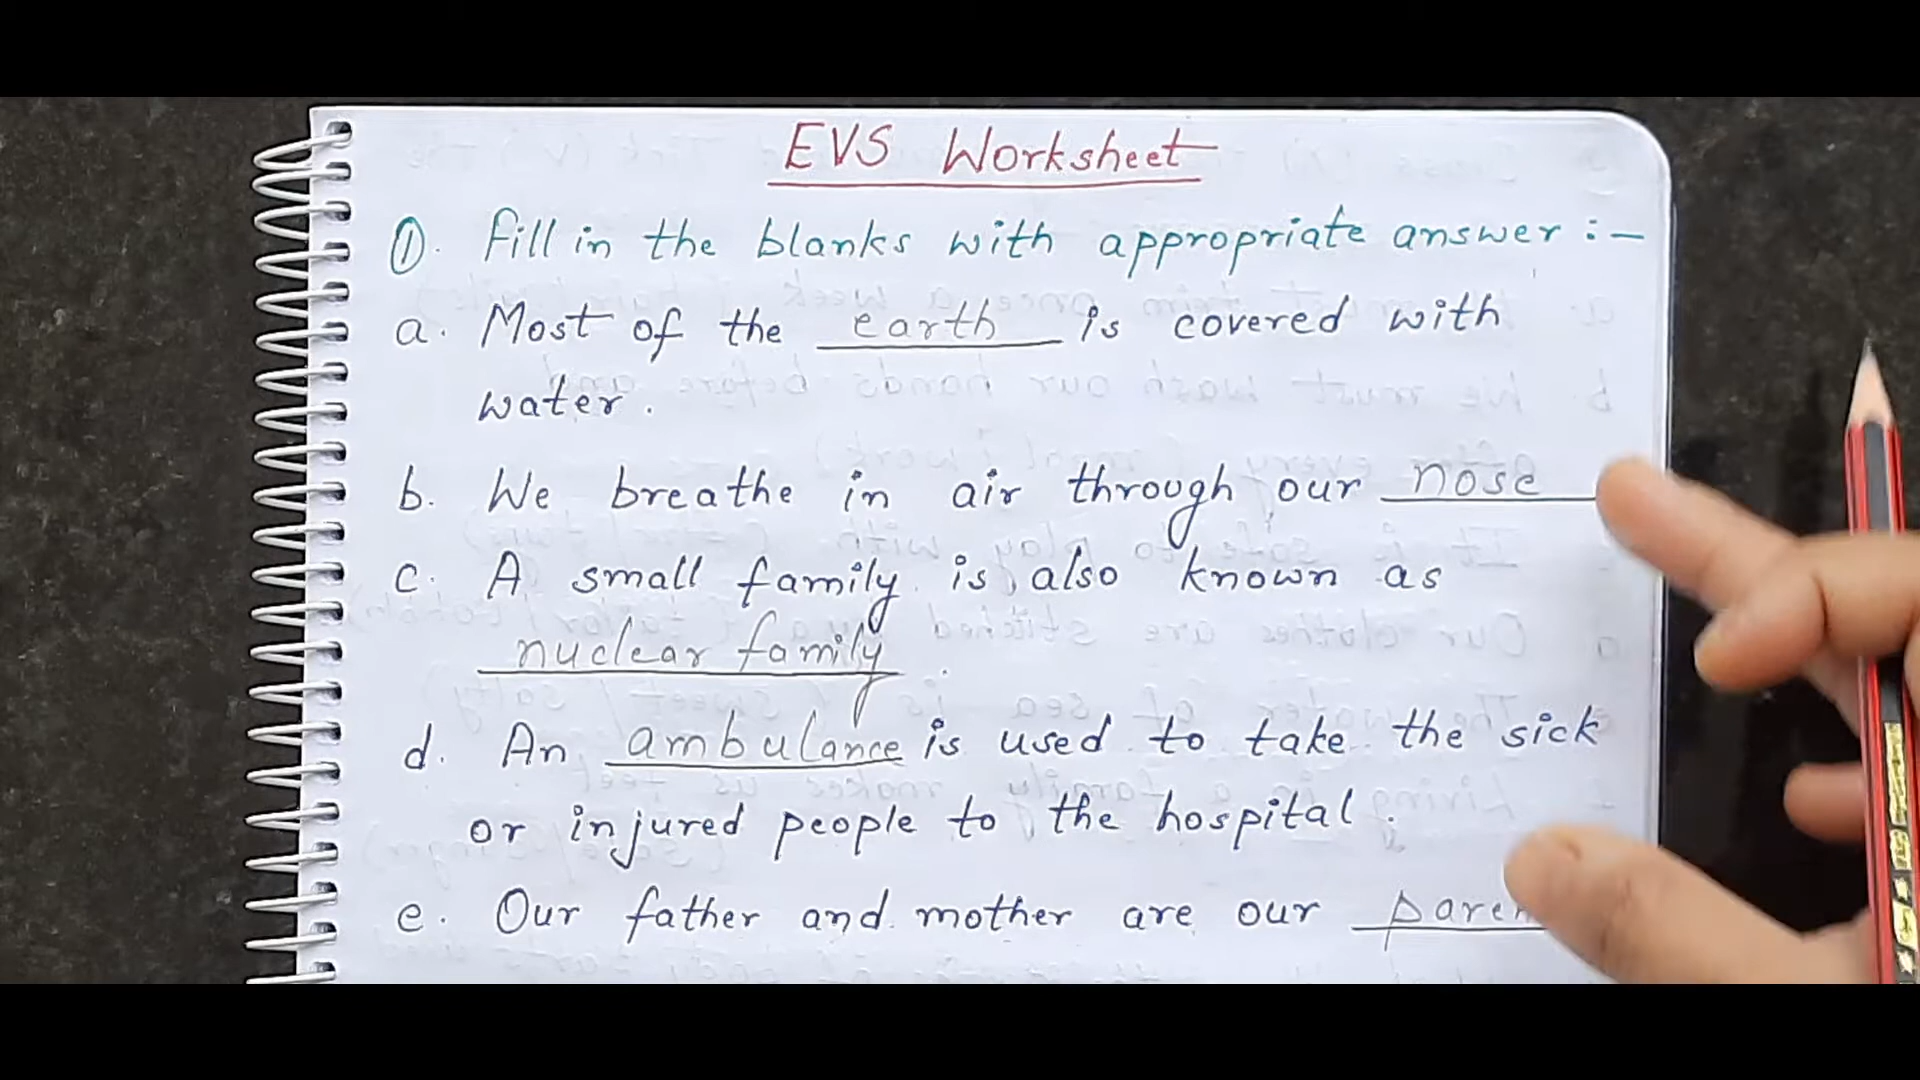 EVS Worksheet
①. Fill in the blanks with appropriate answer :-
a. Most of the earth is covered with
water.
b. We breathe in air through our nose
c. A small family is also known as
nuclear family.
d. An ambulance is used to take the sick
or injured people to the hospital.
e. Our father and mother are our